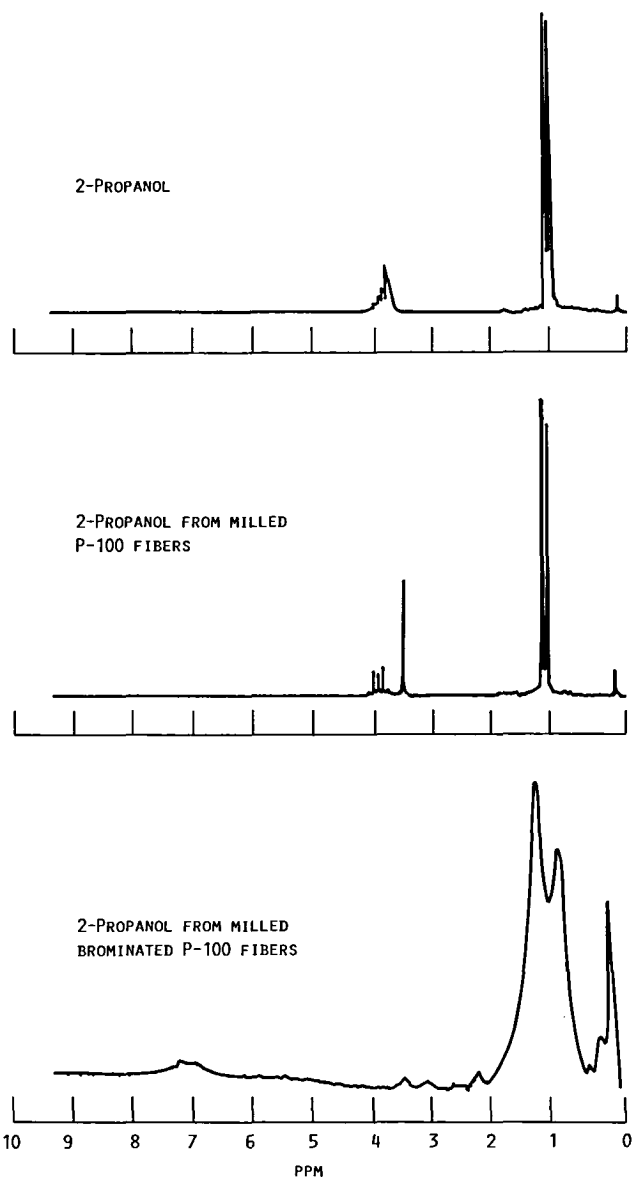 2-PROPANOL
2-PROPANOL FROM MILLED
P-100 FIBERS
2-PROPANOL FROM MILLED
BROMINATED P-100 FIBERS
10 9 8 7 6 5 4 3 2 1 0
PPM